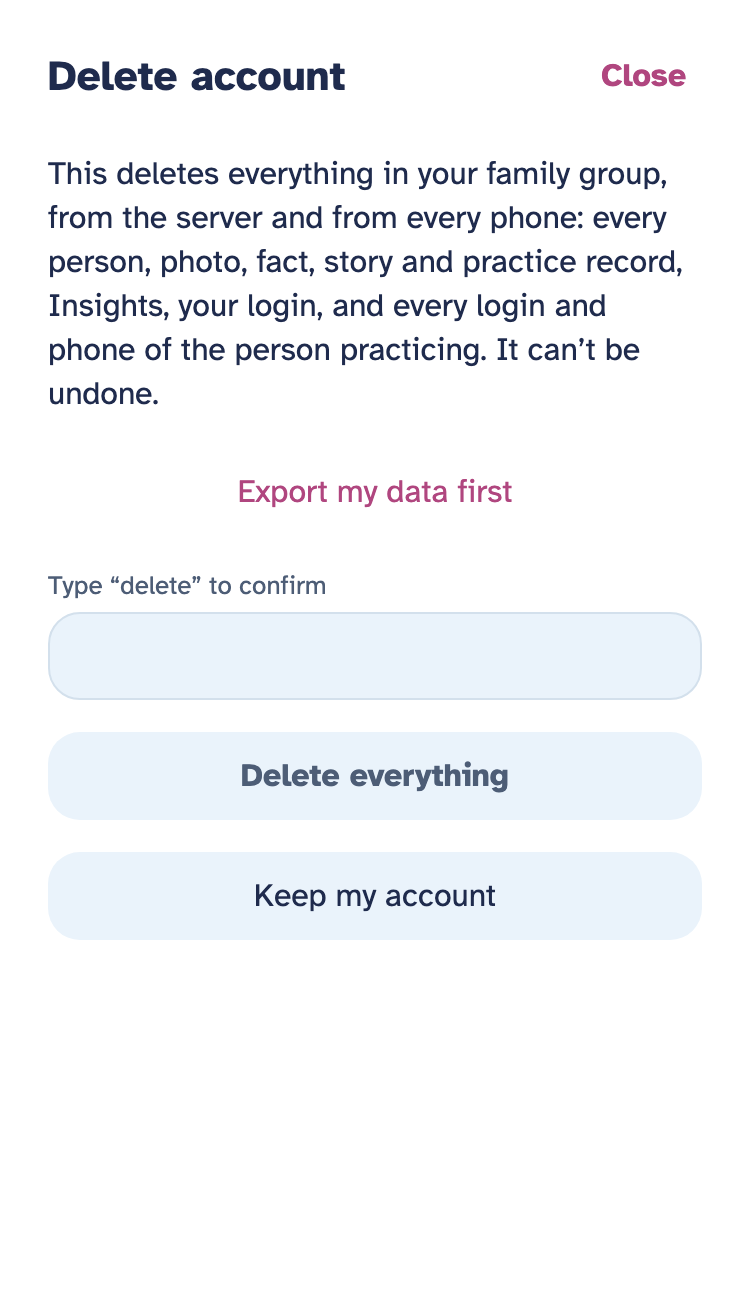 Delete account
Close
This deletes everything in your family group,
from the server and from every phone: every
person, photo, fact, story and practice record,
Insights, your login, and every login and
phone of the person practicing. It can’t be
undone.
Export my data first
Type “delete” to confirm
Delete everything
Keep my account